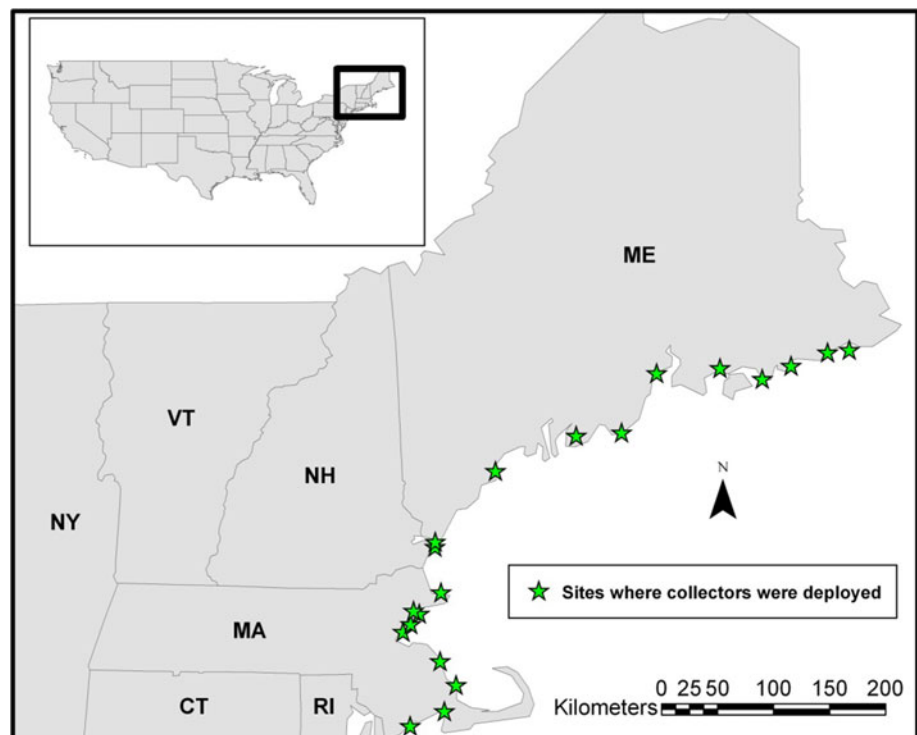 ME
VT
NH
NY
N
Sites where collectors were deployed
MA
CT
RI
Kilometers
0 25 50 100 150 200